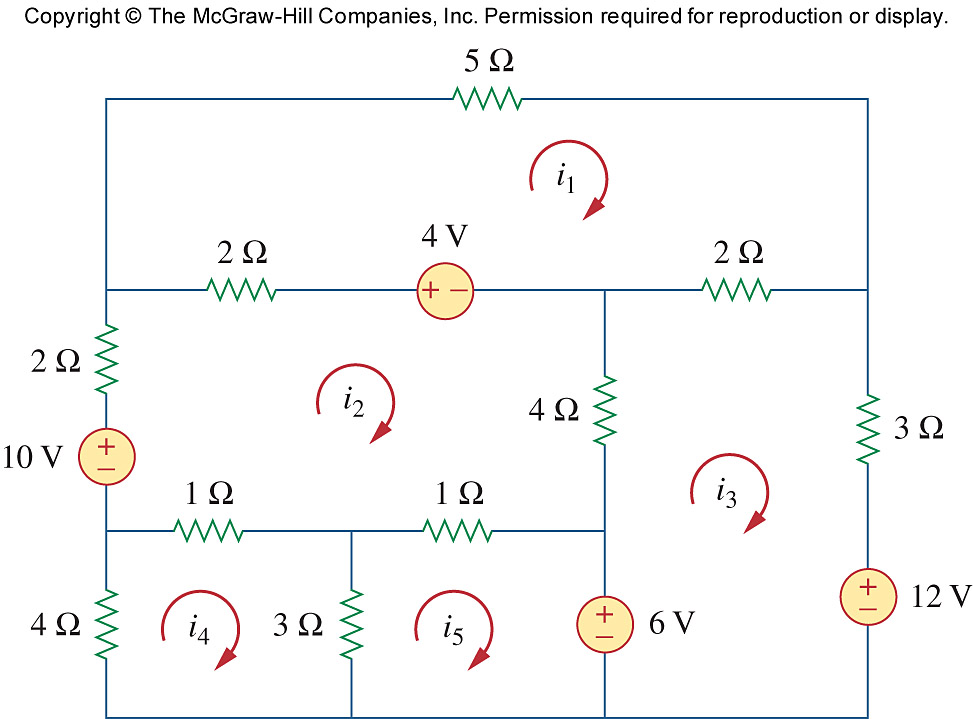 Copyright © The McGraw-Hill Companies, Inc. Permission required for reproduction or display.
5 Ω
i1
4 V
2 Ω
2 Ω
2 Ω
i2
4 Ω
3 Ω
10 V
+
−
1 Ω
1 Ω
i3
+ −
4 Ω
i4
3 Ω
i5
+
−
6 V
+
−
12 V